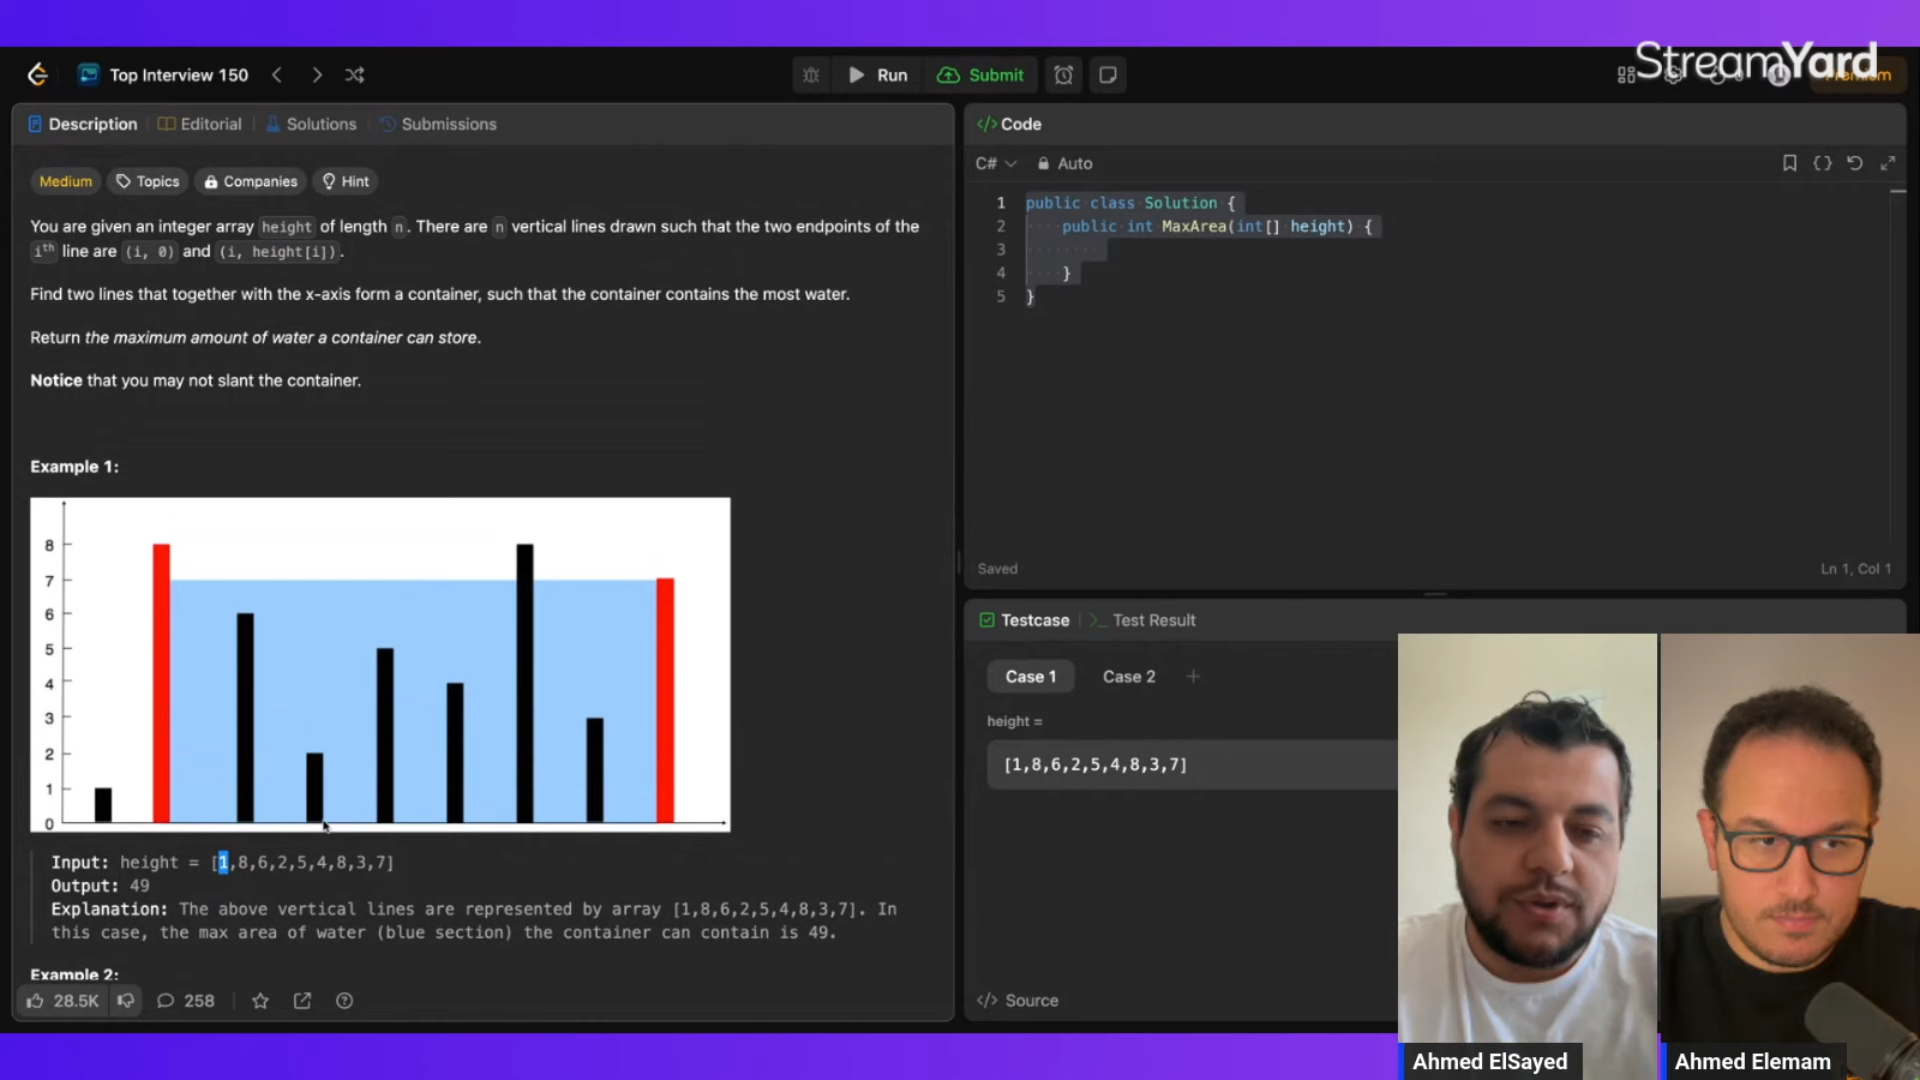 StreamYard
Top Interview 150
Run
Submit
Premium
Description
Editorial
Solutions
Submissions
Medium
Topics
Companies
Hint
You are given an integer array height of length n. There are n vertical lines drawn such that the two endpoints of the
ith line are (i, 0) and (i, height[i]).
Find two lines that together with the x-axis form a container, such that the container contains the most water.
Return the maximum amount of water a container can store.
Notice that you may not slant the container.
Example 1:
8
7
6
5
4
3
2
1
0
Input: height = [1,8,6,2,5,4,8,3,7]
Output: 49
Explanation: The above vertical lines are represented by array [1,8,6,2,5,4,8,3,7]. In
this case, the max area of water (blue section) the container can contain is 49.
Example 2:
28.5K
258
</> Code
C#
Auto
1 public class Solution {
2 public int MaxArea(int[] height) {
3
4 }
5 }
Saved
Ln 1, Col 1
Testcase
>_ Test Result
Case 1
Case 2
+
height =
[1,8,6,2,5,4,8,3,7]
</> Source
Ahmed ElSayed
Ahmed Elemam